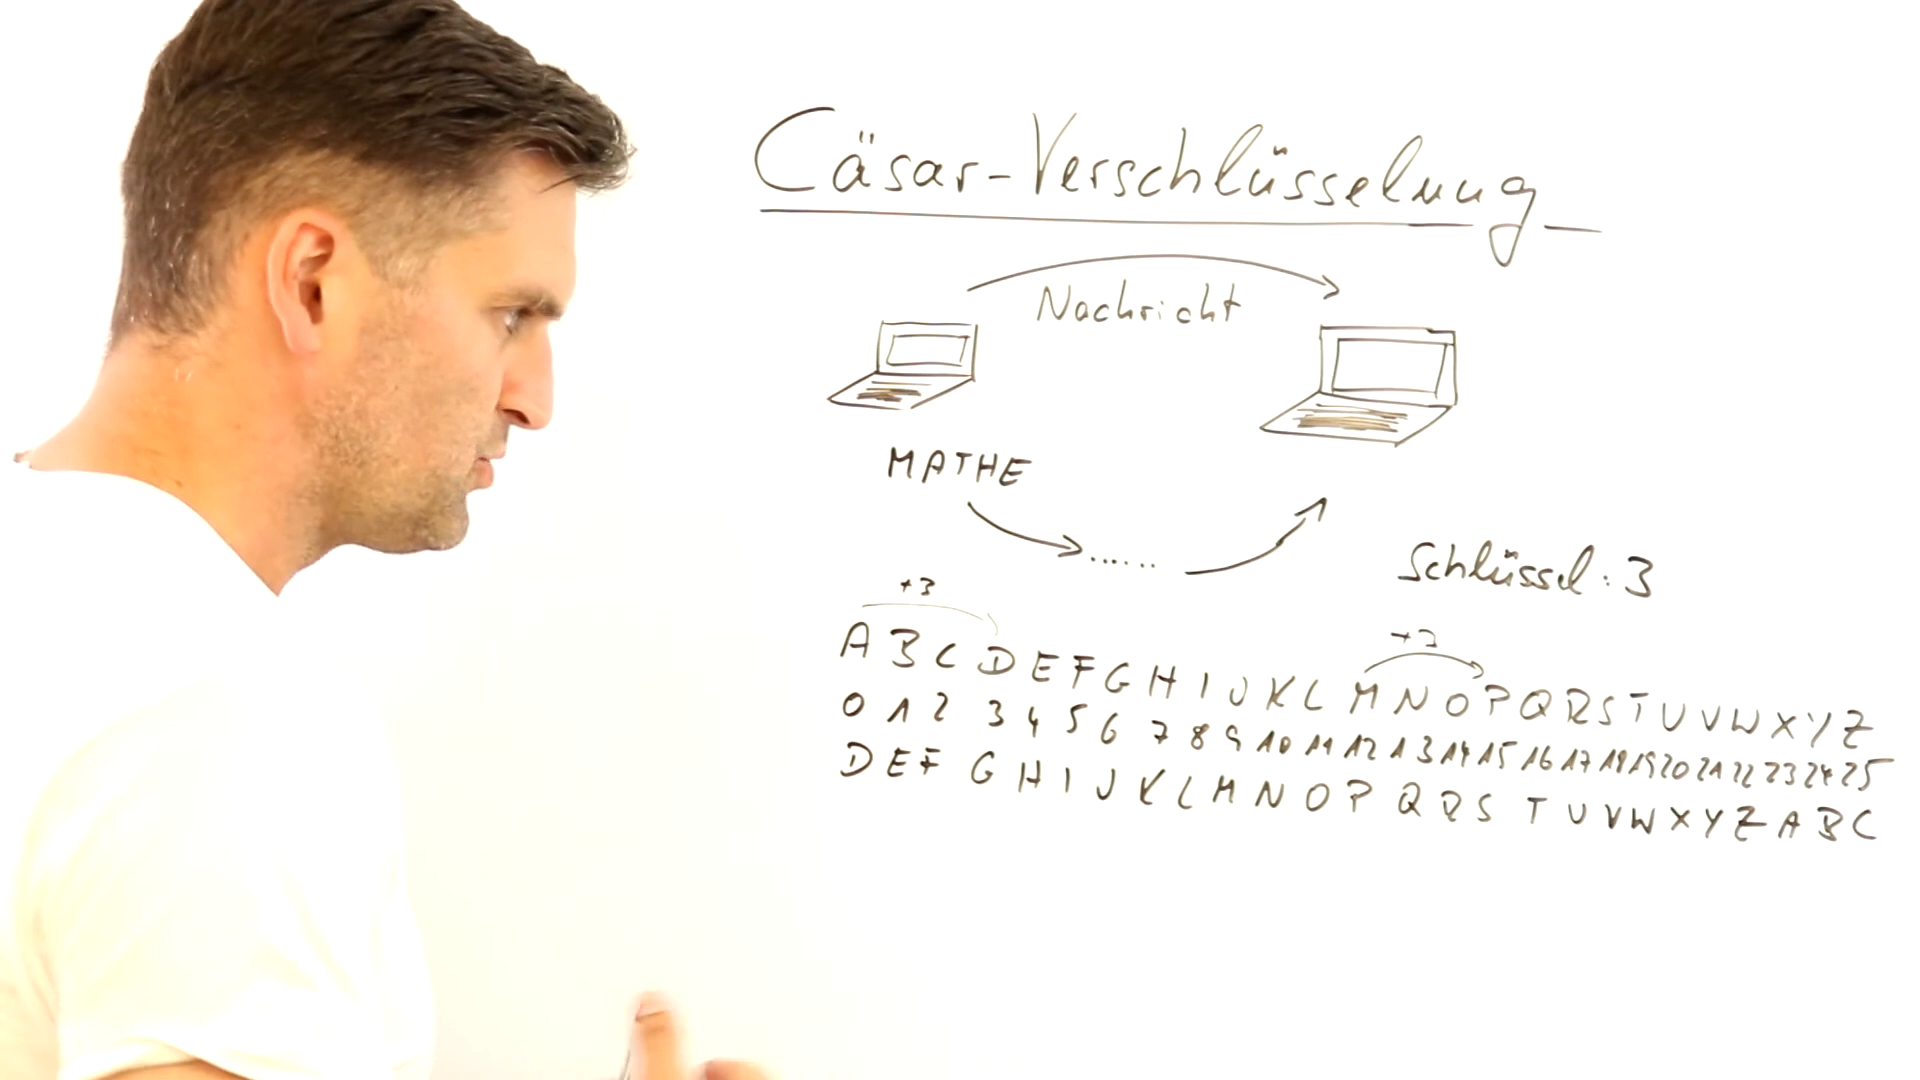 Cäsar-Verschlüsselung
Nachricht
MATHE
......
Schlüssel: 3
+3
+3
A B C D E F G H I J K L M N O P Q R S T U V W X Y Z
0 1 2 3 4 5 6 7 8 9 10 11 12 13 14 15 16 17 18 19 20 21 22 23 24 25
D E F G H I J K L M N O P Q R S T U V W X Y Z A B C